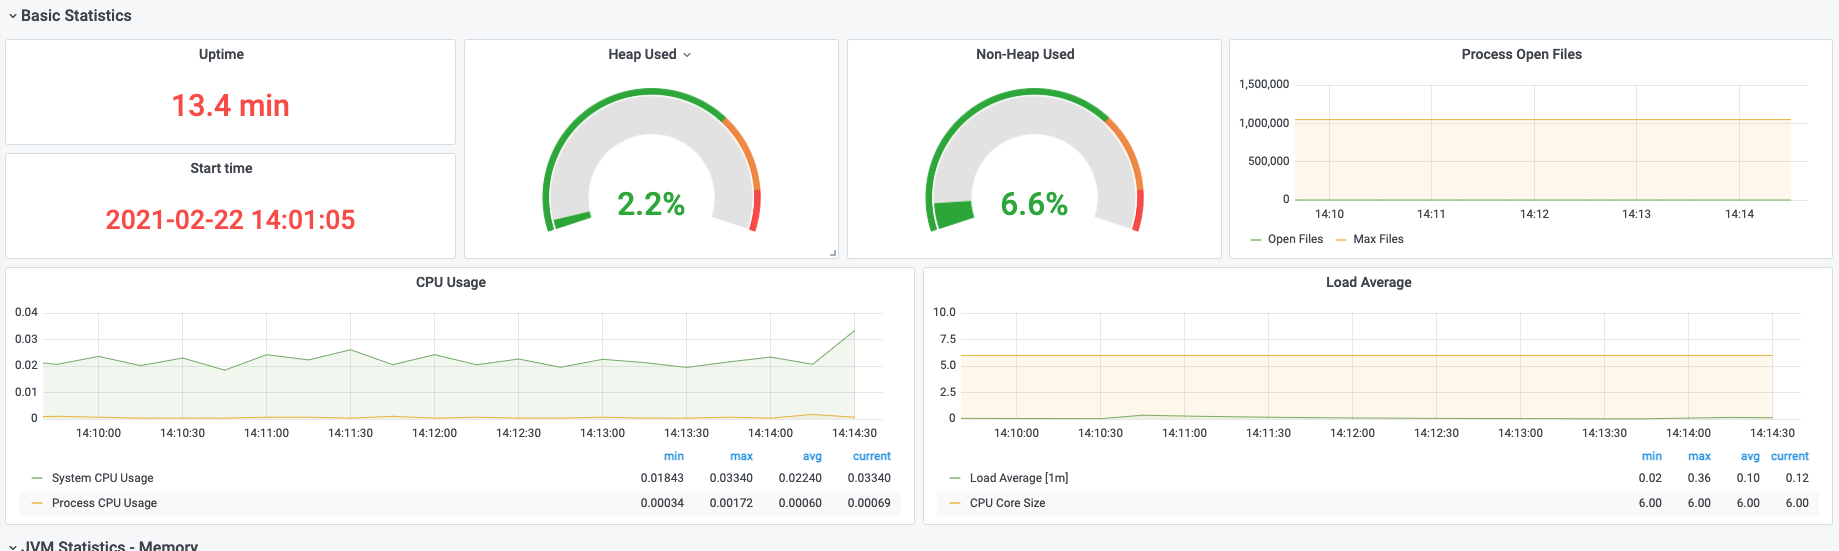 Basic Statistics
Uptime
13.4 min
Start time
2021-02-22 14:01:05
Heap Used
2.2%
Non-Heap Used
6.6%
Process Open Files
1,500,000
1,000,000
500,000
0
14:10 14:11 14:12 14:13 14:14
Open Files Max Files
CPU Usage
0.04
0.03
0.02
0.01
0
14:10:00 14:10:30 14:11:00 14:11:30 14:12:00 14:12:30 14:13:00 14:13:30 14:14:00 14:14:30
min max avg current
System CPU Usage 0.01843 0.03340 0.02240 0.03340
Process CPU Usage 0.00034 0.00172 0.00060 0.00069
Load Average
10.0
7.5
5.0
2.5
0
14:10:00 14:10:30 14:11:00 14:11:30 14:12:00 14:12:30 14:13:00 14:13:30 14:14:00 14:14:30
min max avg current
Load Average [1m] 0.02 0.36 0.10 0.12
CPU Core Size 6.00 6.00 6.00 6.00
JVM Statistics - Memory